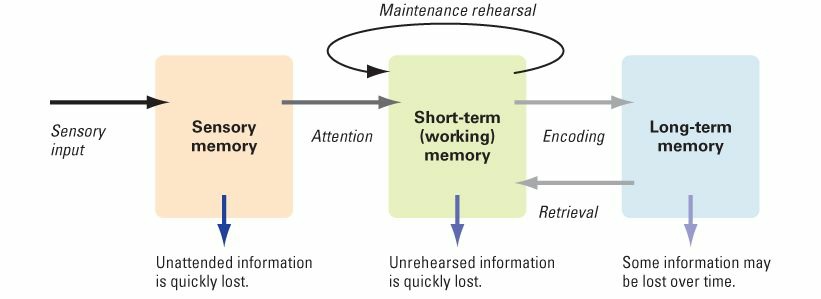 Maintenance rehearsal
Sensory
input
Sensory
memory
Attention
Short-term
(working)
memory
Encoding
Retrieval
Long-term
memory
Unattended information
is quickly lost.
Unrehearsed information
is quickly lost.
Some information may
be lost over time.